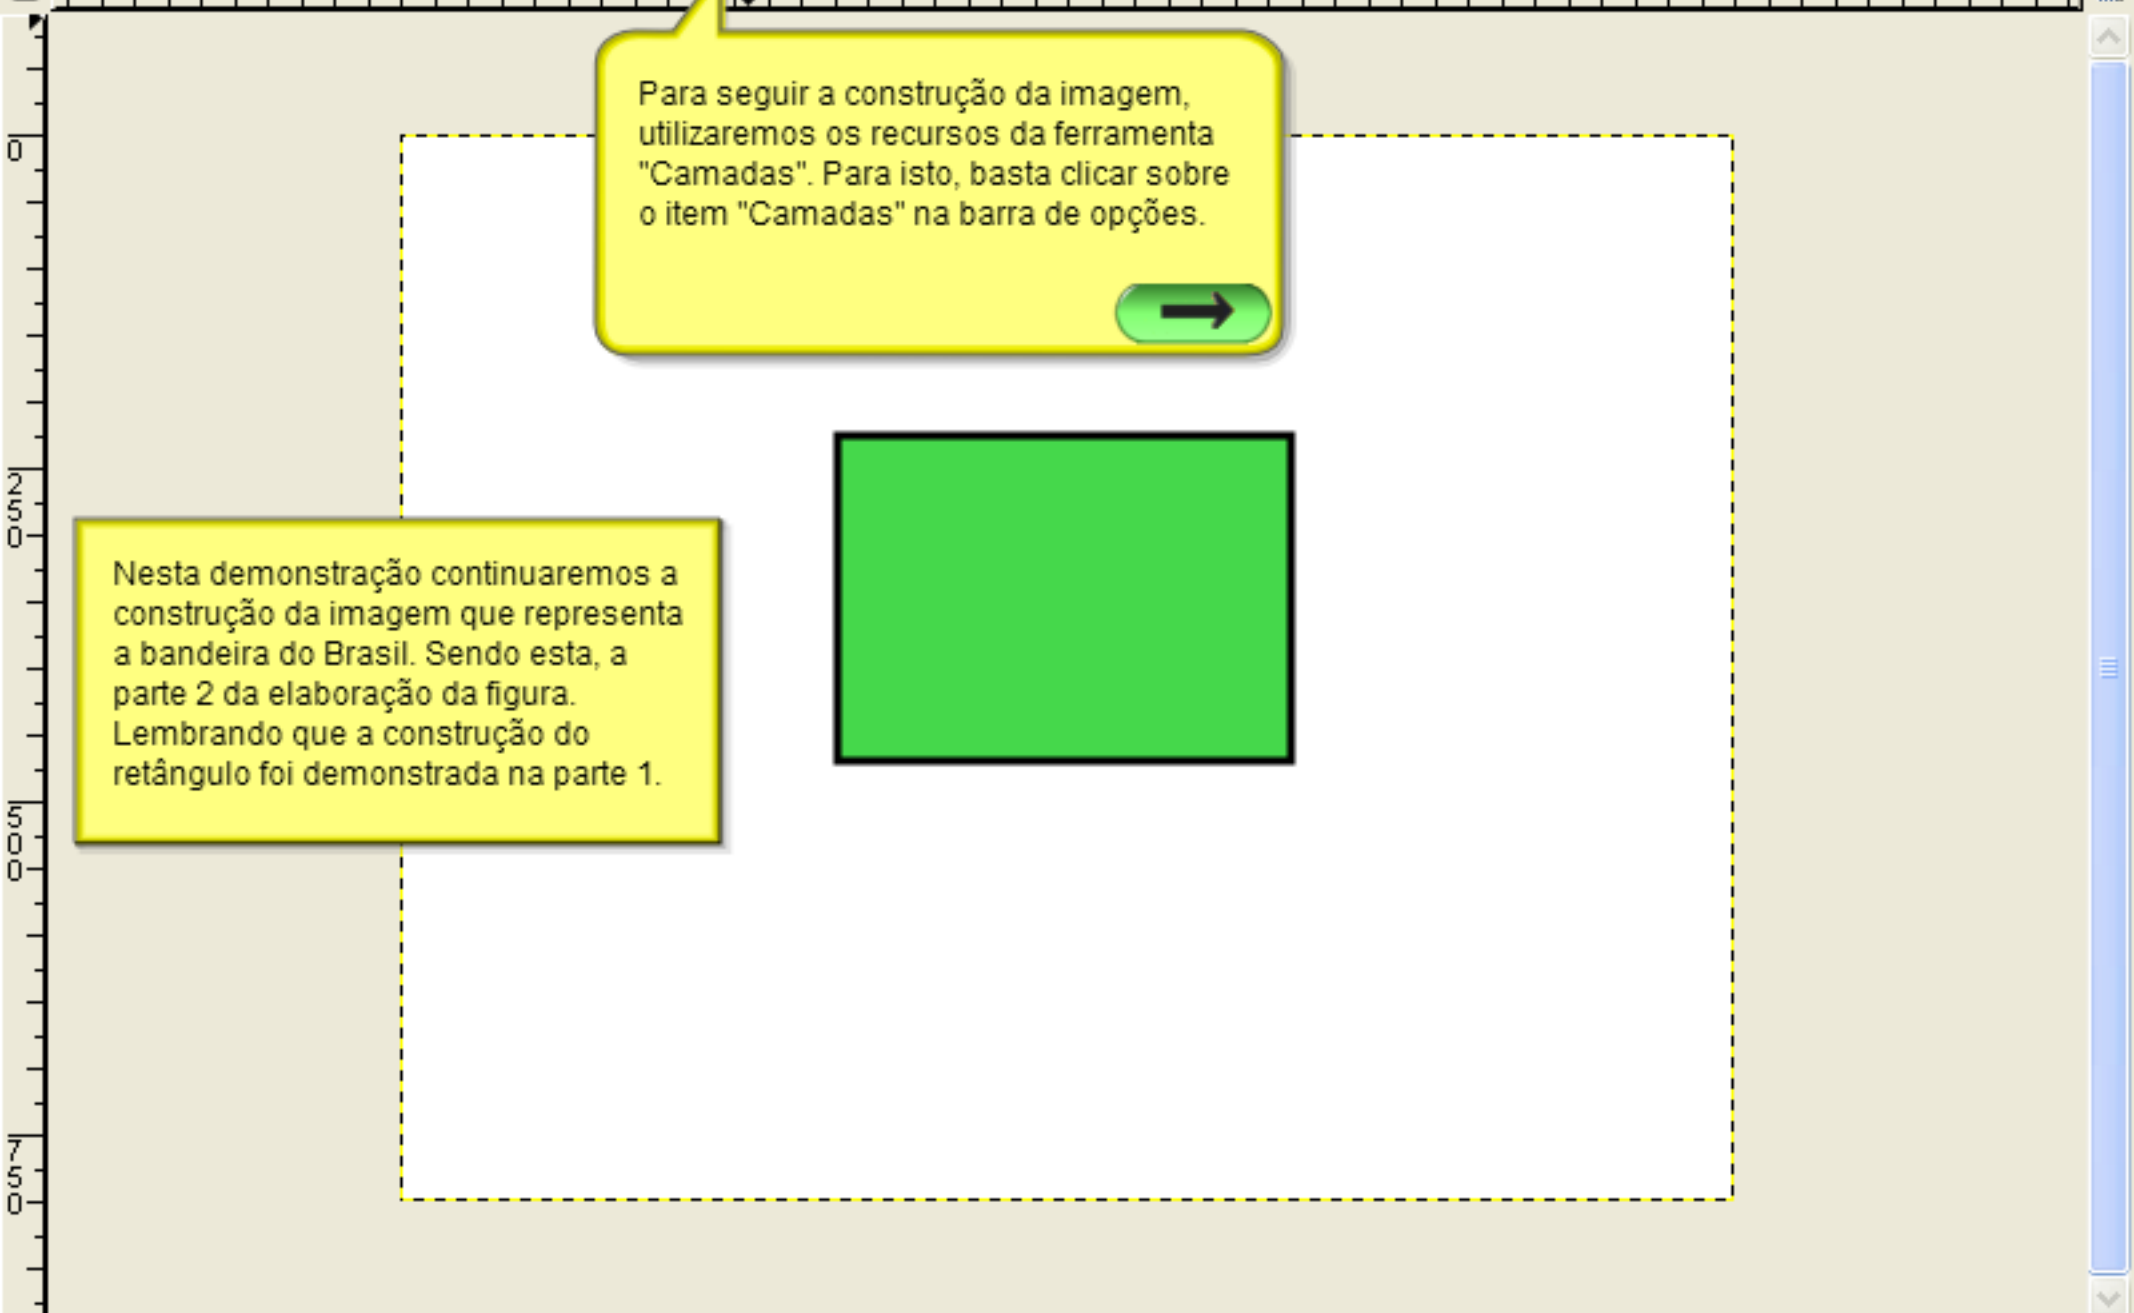 Para seguir a construção da imagem,
utilizaremos os recursos da ferramenta
"Camadas". Para isto, basta clicar sobre
o item "Camadas" na barra de opções.
0
250
Nesta demonstração continuaremos a
construção da imagem que representa
a bandeira do Brasil. Sendo esta, a
parte 2 da elaboração da figura.
Lembrando que a construção do
retângulo foi demonstrada na parte 1.
500
750